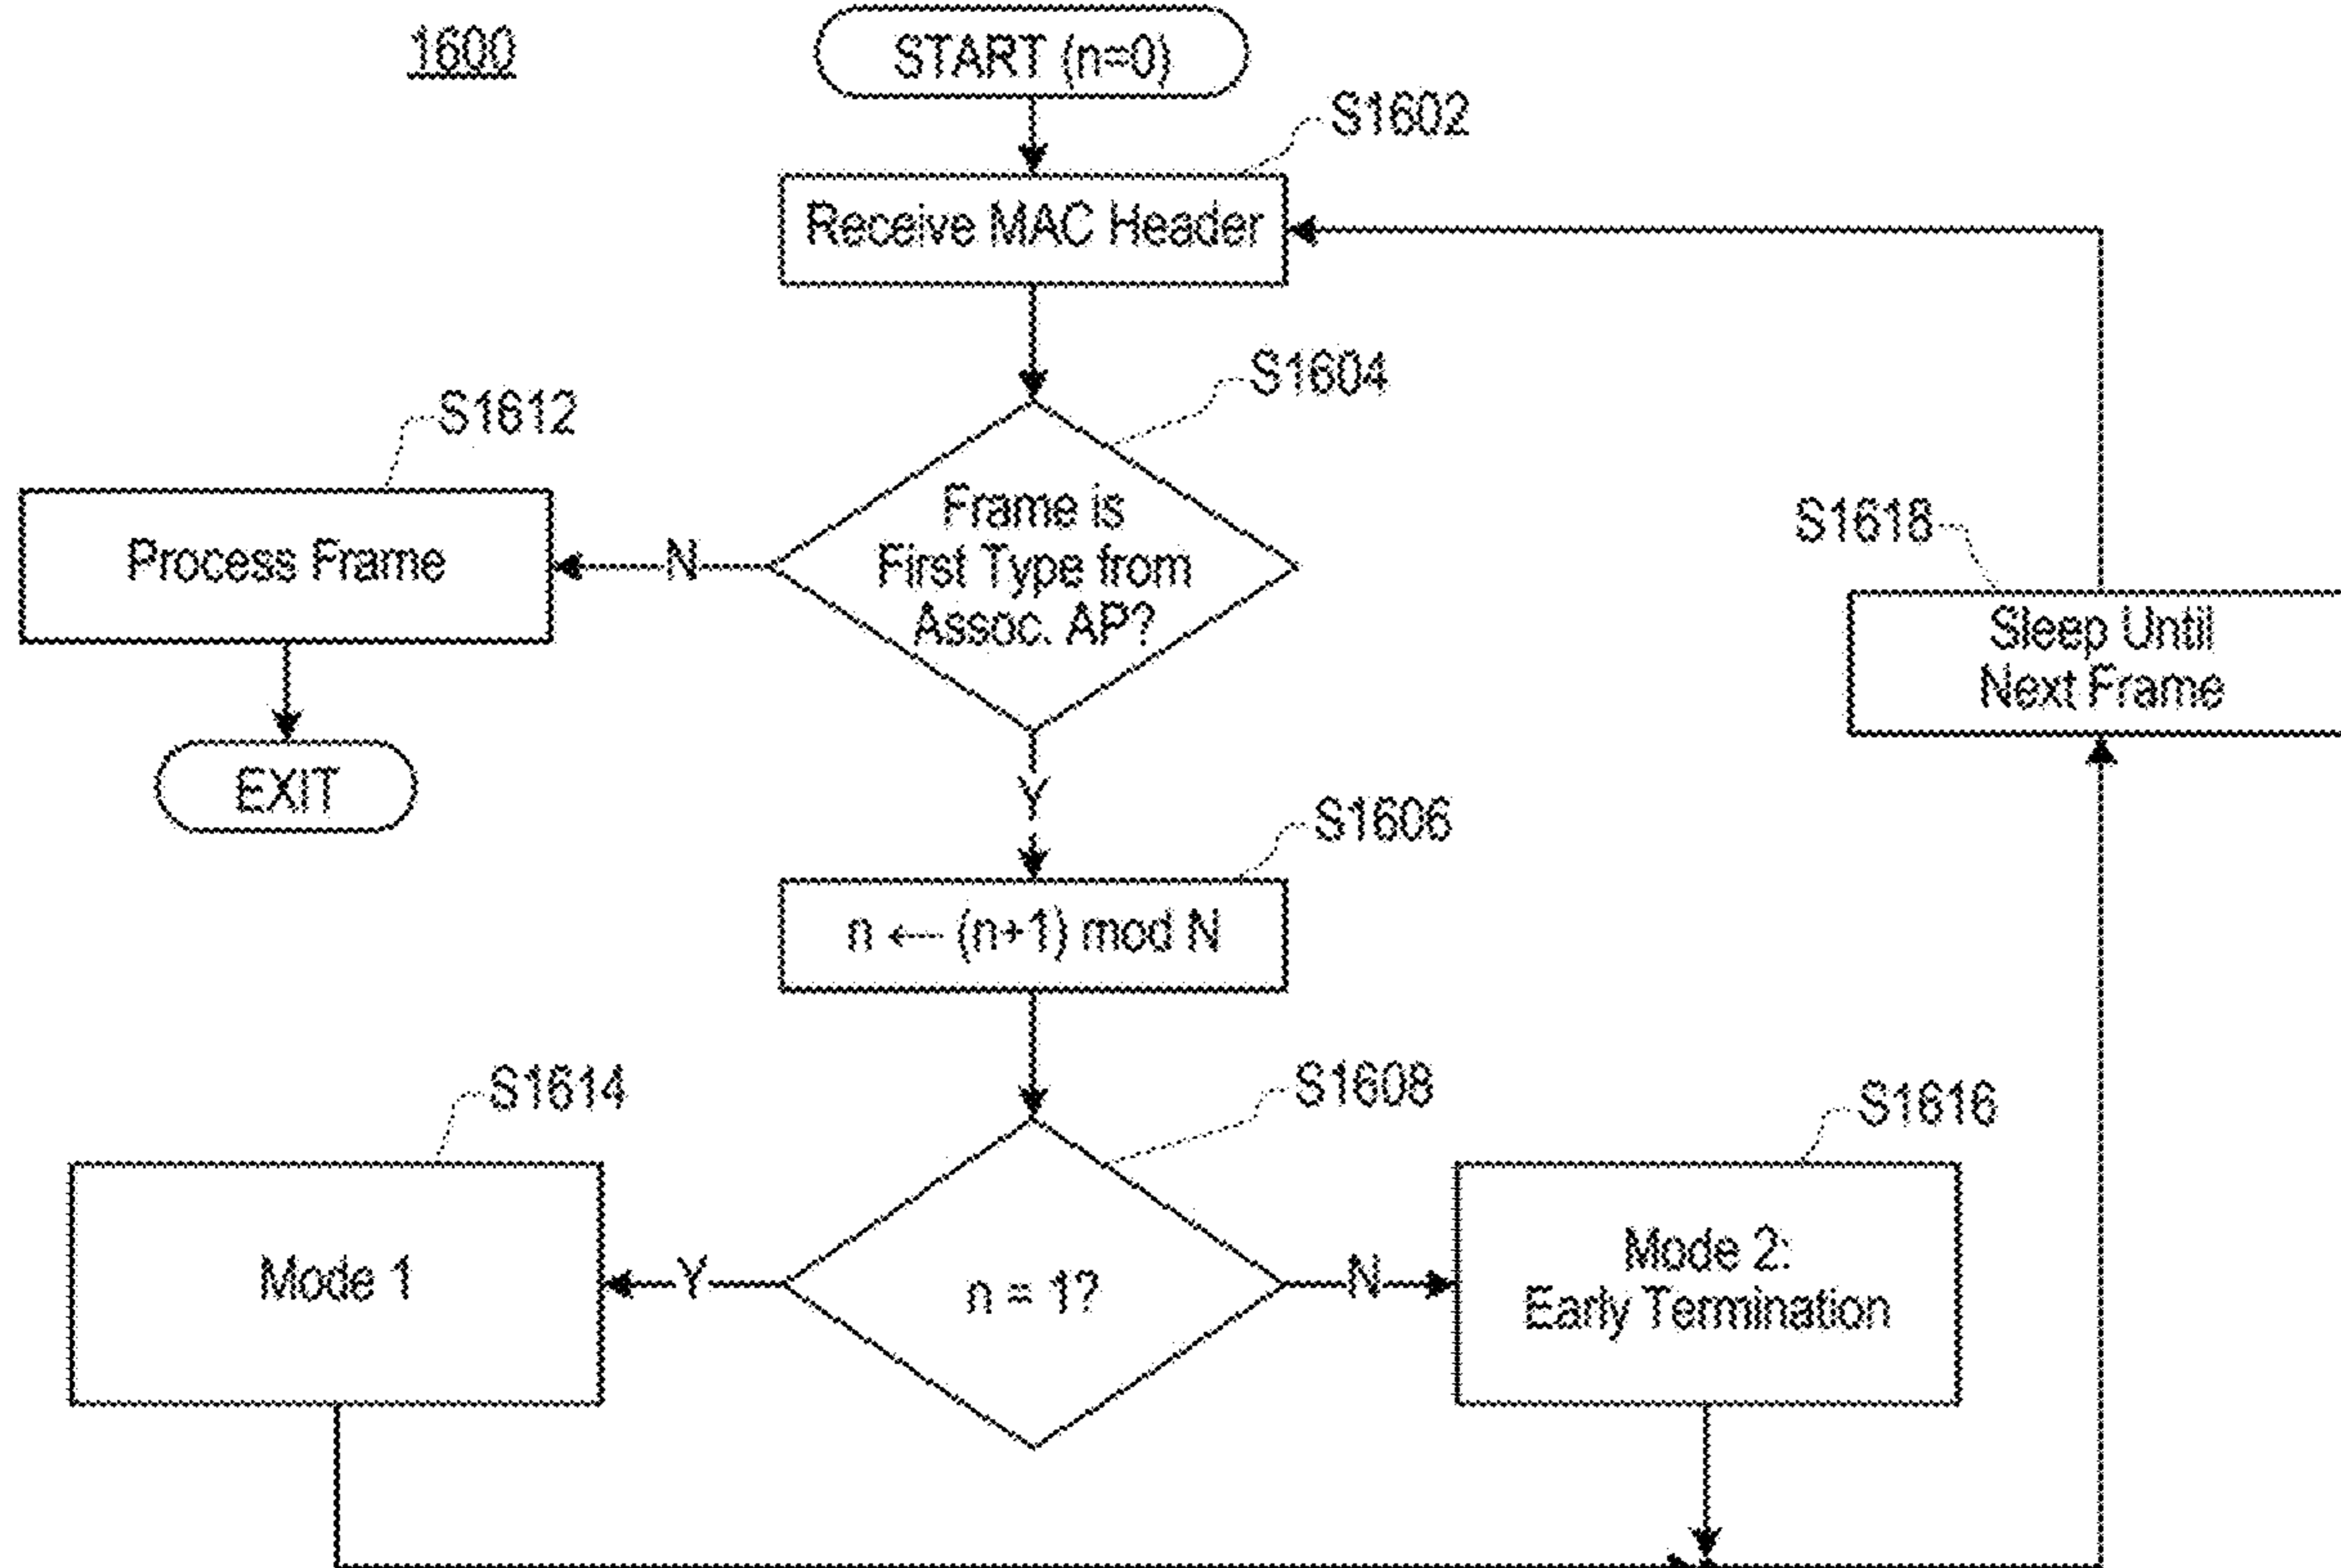 1600
START (n=0)
S1602
Receive MAC Header
S1604
Frame is
First Type from
Assoc. AP?
S1612
Process Frame
N
EXIT
S1618
Sleep Until
Next Frame
Y
S1606
n ← (n+1) mod N
S1608
n = 1?
S1614
Mode 1
Y
N
S1616
Mode 2:
Early Termination